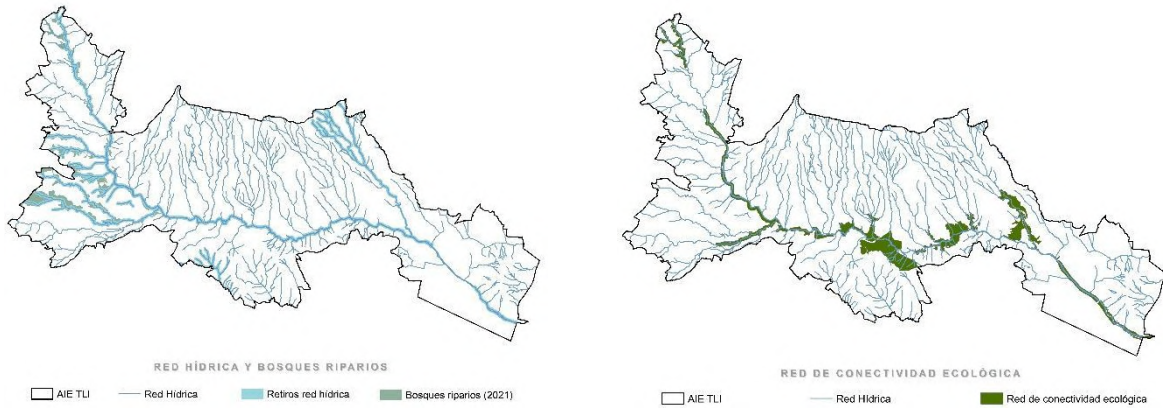 RED HÍDRICA Y BOSQUES RIPARIOS
AIE TLI Red Hídrica Retiros red hídrica Bosques riparios (2021)
RED DE CONECTIVIDAD ECOLÓGICA
AIE TLI Red Hídrica Red de conectividad ecológica